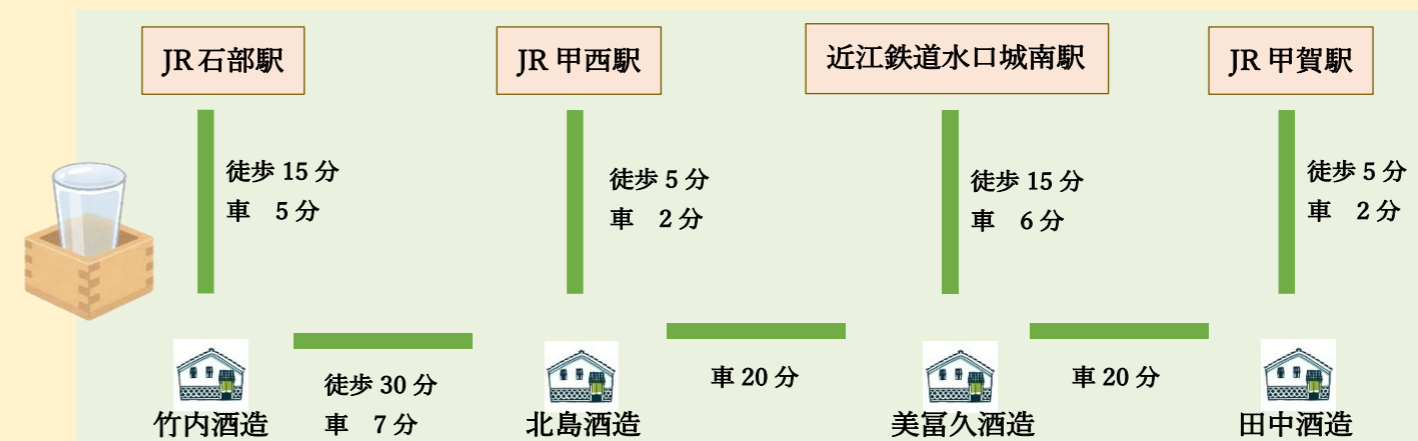 JR石部駅
JR 甲西駅
近江鉄道水口城南駅
JR 甲賀駅
徒歩 15 分
車　5 分
徒歩 5 分
車　2 分
徒歩 15 分
車　6 分
徒歩 5 分
車　2 分
徒歩 30 分
車　7 分
車 20 分
車 20 分
竹内酒造
北島酒造
美冨久酒造
田中酒造